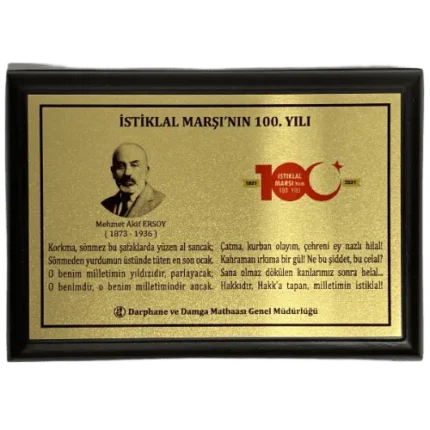 İSTİKLAL MARŞI'NIN 100. YILI
1921
100
İSTİKLAL
MARŞI'NIN
100. YILI
2021
Mehmet Akif ERSOY
( 1873 - 1936 )
Korkma, sönmez bu şafaklarda yüzen al sancak;
Sönmeden yurdumun üstünde tüten en son ocak.
O benim milletimin yıldızıdır, parlayacak;
O benimdir, o benim milletimindir ancak.
Çatma, kurban olayım, çehreni ey nazlı hilal!
Kahraman ırkıma bir gül! Ne bu şiddet, bu celal?
Sana olmaz dökülen kanlarımız sonra helal...
Hakkıdır, Hakk'a tapan, milletimin istiklal!
Darphane ve Damga Matbaası Genel Müdürlüğü